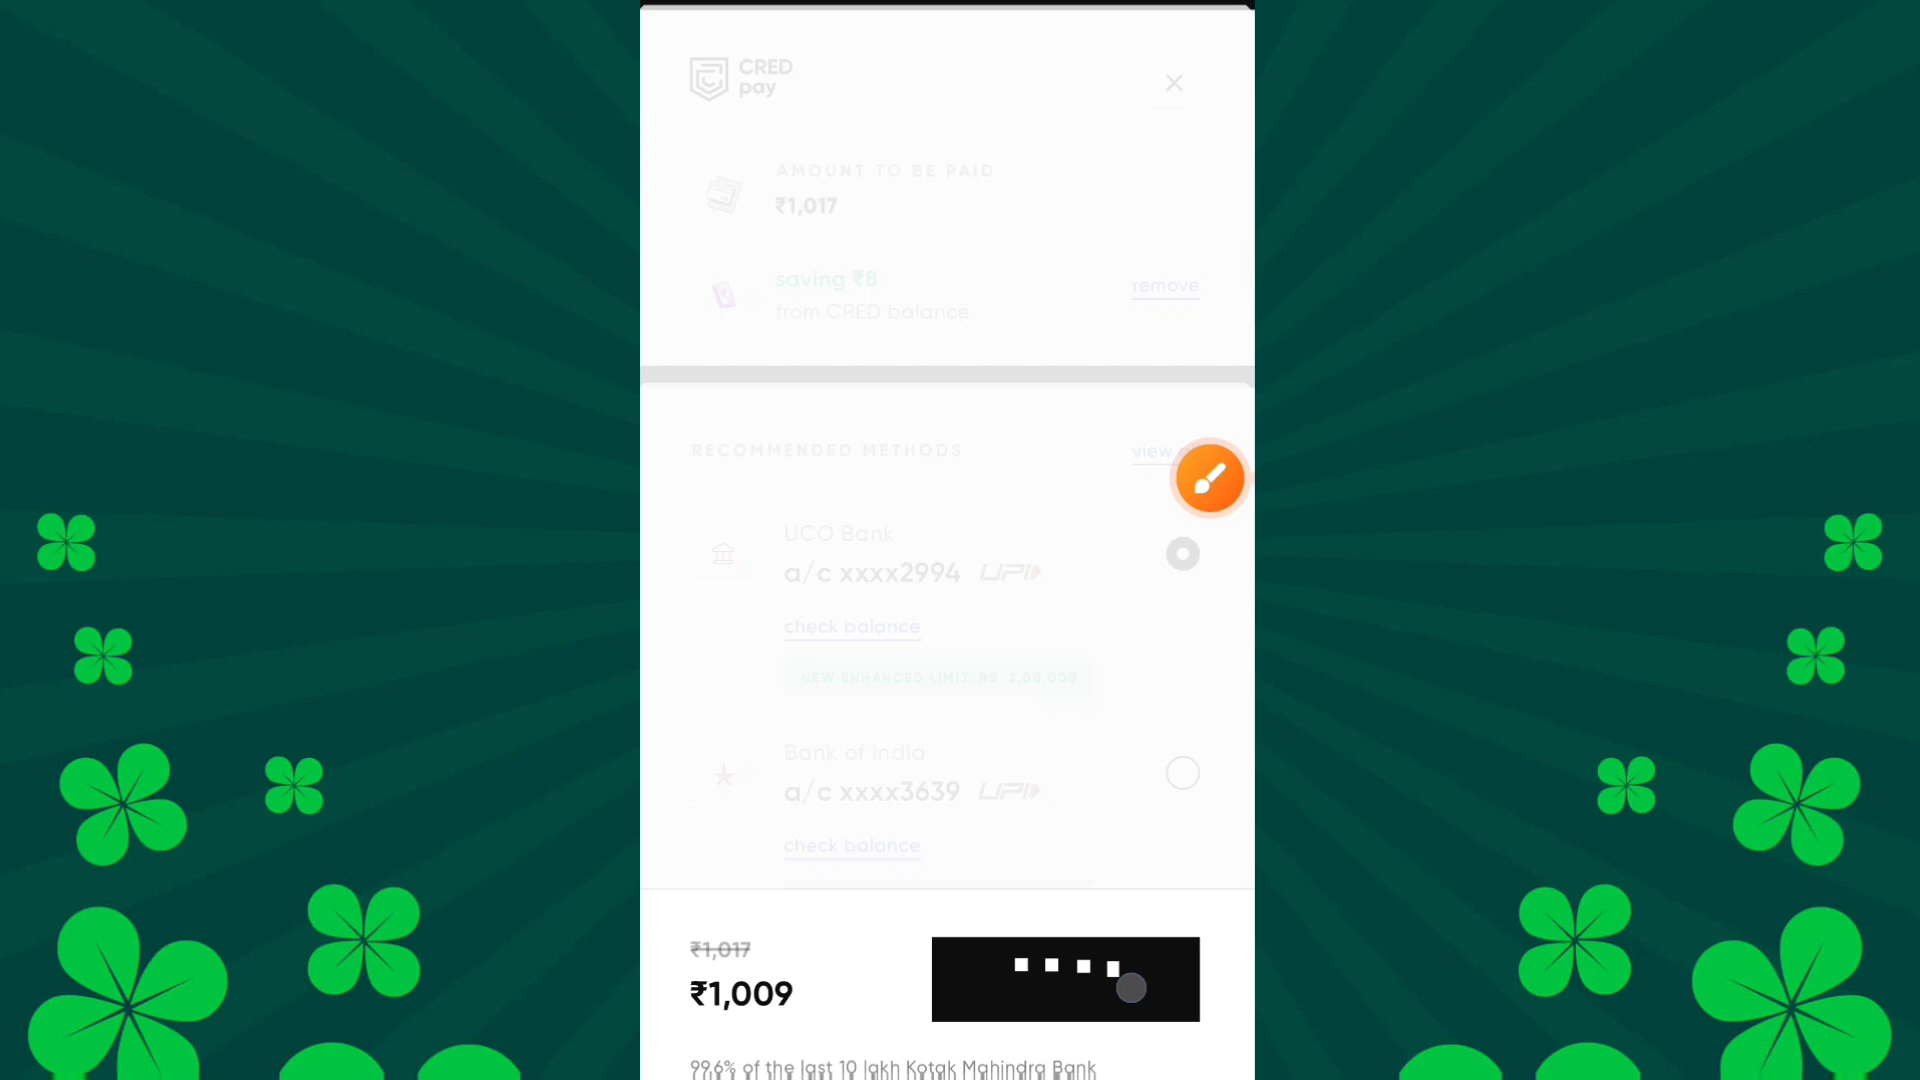 CRED
pay
AMOUNT TO BE PAID
₹1,017
saving ₹8
from CRED balance
remove
RECOMMENDED METHODS
view
UCO Bank
a/c xxxx2994 UPI
check balance
NEW ENHANCED LIMIT, RS. 2,00,000
Bank of India
a/c xxxx3639 UPI
check balance
₹1,017
₹1,009
99.6% of the last 10 lakh Kotak Mahindra Bank